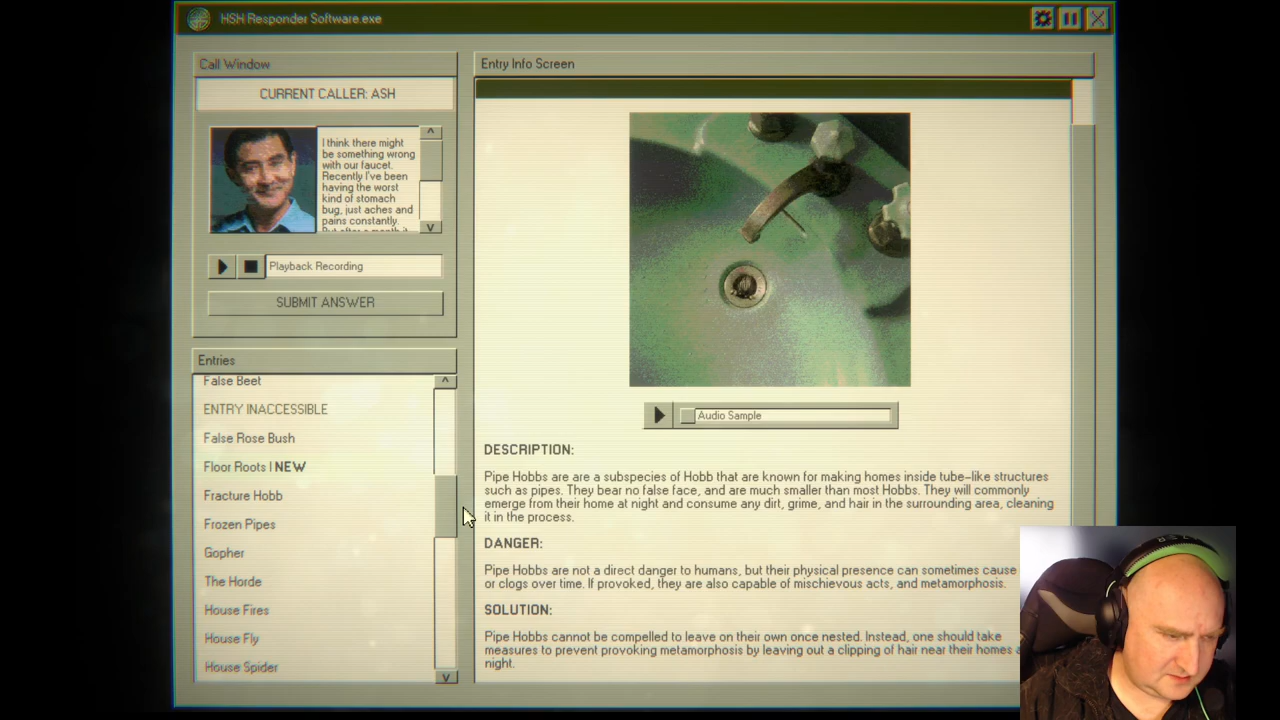 HSH Responder Software.exe
Call Window
CURRENT CALLER: ASH
I think there might
be something wrong
with our faucet.
Recently I've been
having the worst
kind of stomach
bug, just aches and
pains constantly.
But after a month it
Playback Recording
SUBMIT ANSWER
Entries
False Beet
ENTRY INACCESSIBLE
False Rose Bush
Floor Roots | NEW
Fracture Hobb
Frozen Pipes
Gopher
The Horde
House Fires
House Fly
House Spider
Entry Info Screen
Audio Sample
DESCRIPTION:
Pipe Hobbs are are a subspecies of Hobb that are known for making homes inside tube-like structures
such as pipes. They bear no false face, and are much smaller than most Hobbs. They will commonly
emerge from their home at night and consume any dirt, grime, and hair in the surrounding area, cleaning
it in the process.
DANGER:
Pipe Hobbs are not a direct danger to humans, but their physical presence can sometimes cause
or clogs over time. If provoked, they are also capable of mischievous acts, and metamorphosis.
SOLUTION:
Pipe Hobbs cannot be compelled to leave on their own once nested. Instead, one should take
measures to prevent provoking metamorphosis by leaving out a clipping of hair near their homes
night.